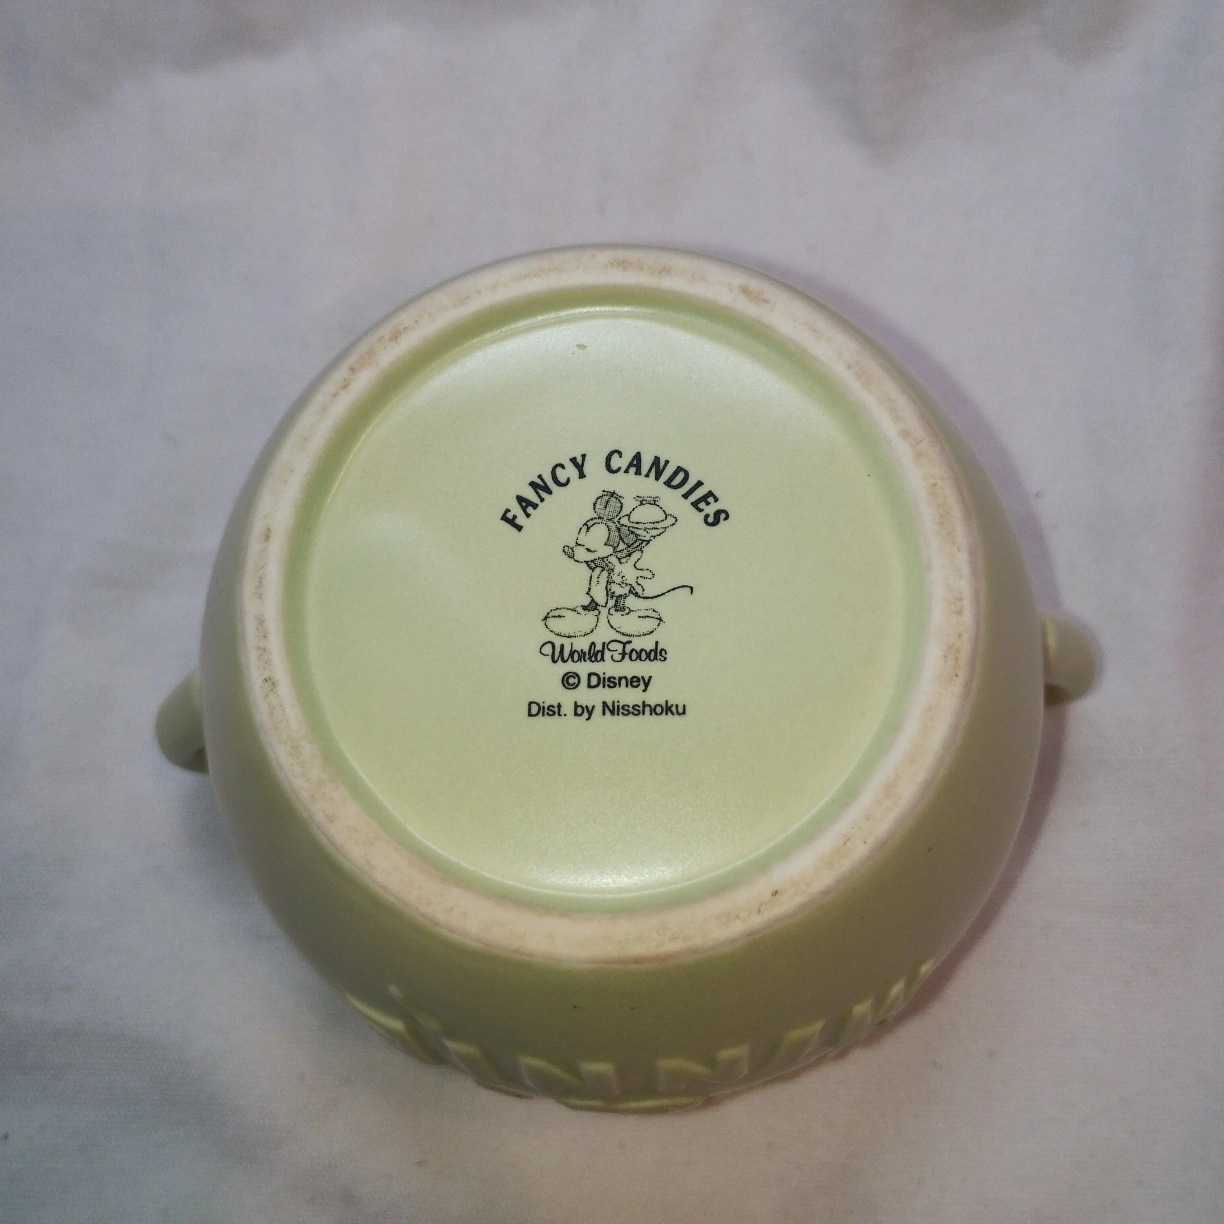 FANCY CANDIES
World Foods
© Disney
Dist. by Nisshoku